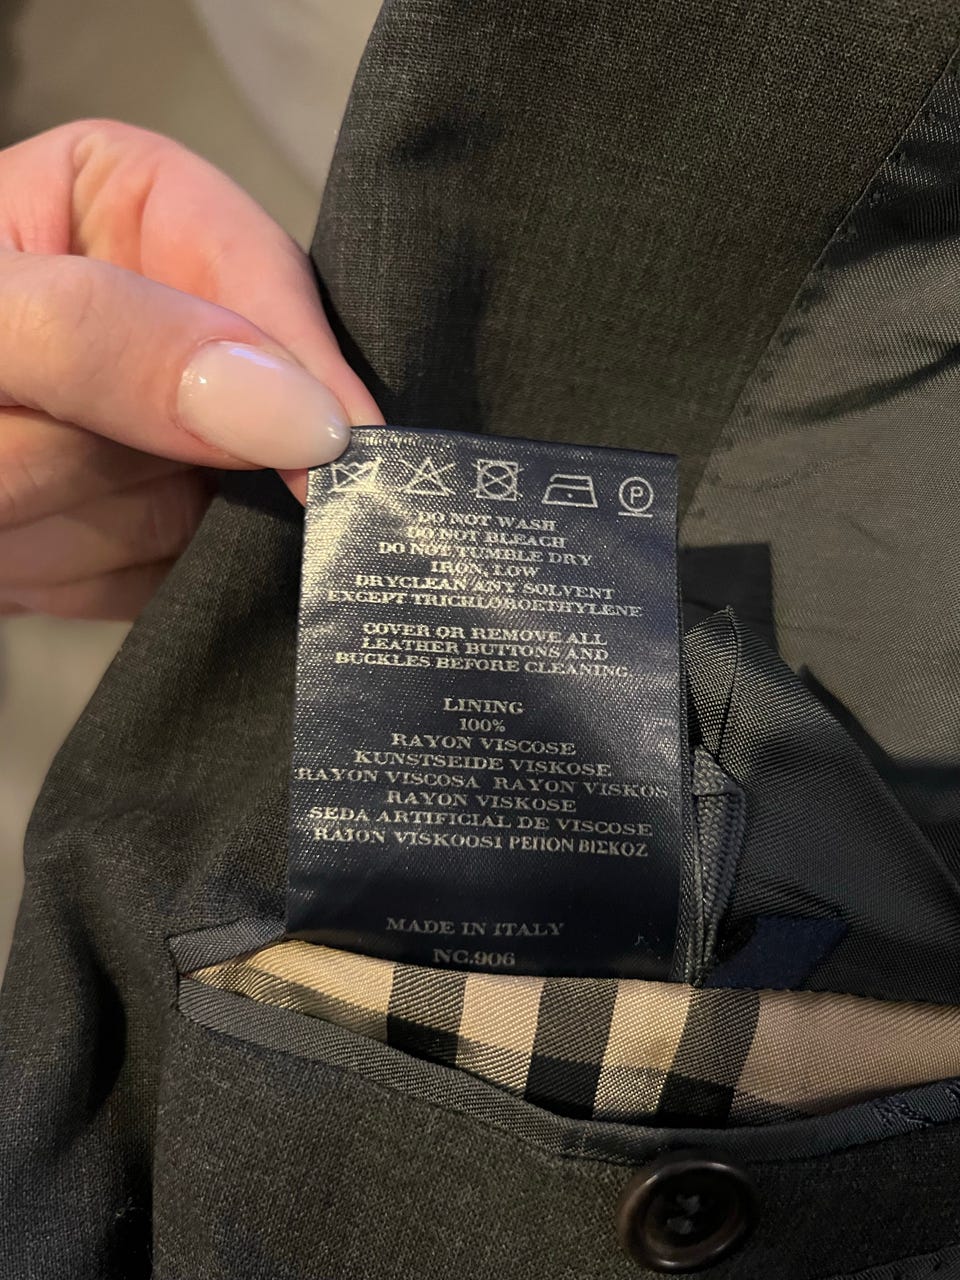 P
DO NOT WASH
DO NOT BLEACH
DO NOT TUMBLE DRY
IRON, LOW
DRYCLEAN ANY SOLVENT
EXCEPT TRICHLOROETHYLENE
COVER OR REMOVE ALL
LEATHER BUTTONS AND
BUCKLES BEFORE CLEANING.
LINING
100%
RAYON VISCOSE
KUNSTSEIDE VISKOSE
RAYON VISCOSA RAYON VISKOS
RAYON VISKOSE
SEDA ARTIFICIAL DE VISCOSE
RAION VISKOOSI ΡΕΠΟΝ ΒΙΣΚΟΖ
MADE IN ITALY
NC.906